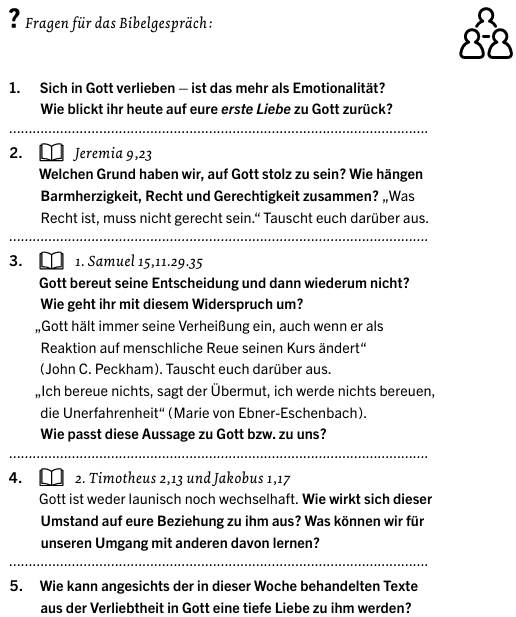 ? Fragen für das Bibelgespräch:
1. Sich in Gott verlieben – ist das mehr als Emotionalität?
Wie blickt ihr heute auf eure erste Liebe zu Gott zurück?
2. Jeremia 9,23
Welchen Grund haben wir, auf Gott stolz zu sein? Wie hängen
Barmherzigkeit, Recht und Gerechtigkeit zusammen? „Was
Recht ist, muss nicht gerecht sein.“ Tauscht euch darüber aus.
3. 1. Samuel 15,11.29.35
Gott bereut seine Entscheidung und dann wiederum nicht?
Wie geht ihr mit diesem Widerspruch um?
„Gott hält immer seine Verheißung ein, auch wenn er als
Reaktion auf menschliche Reue seinen Kurs ändert“
(John C. Peckham). Tauscht euch darüber aus.
„Ich bereue nichts, sagt der Übermut, ich werde nichts bereuen,
die Unerfahrenheit“ (Marie von Ebner-Eschenbach).
Wie passt diese Aussage zu Gott bzw. zu uns?
4. 2. Timotheus 2,13 und Jakobus 1,17
Gott ist weder launisch noch wechselhaft. Wie wirkt sich dieser
Umstand auf eure Beziehung zu ihm aus? Was können wir für
unseren Umgang mit anderen davon lernen?
5. Wie kann angesichts der in dieser Woche behandelten Texte
aus der Verliebtheit in Gott eine tiefe Liebe zu ihm werden?